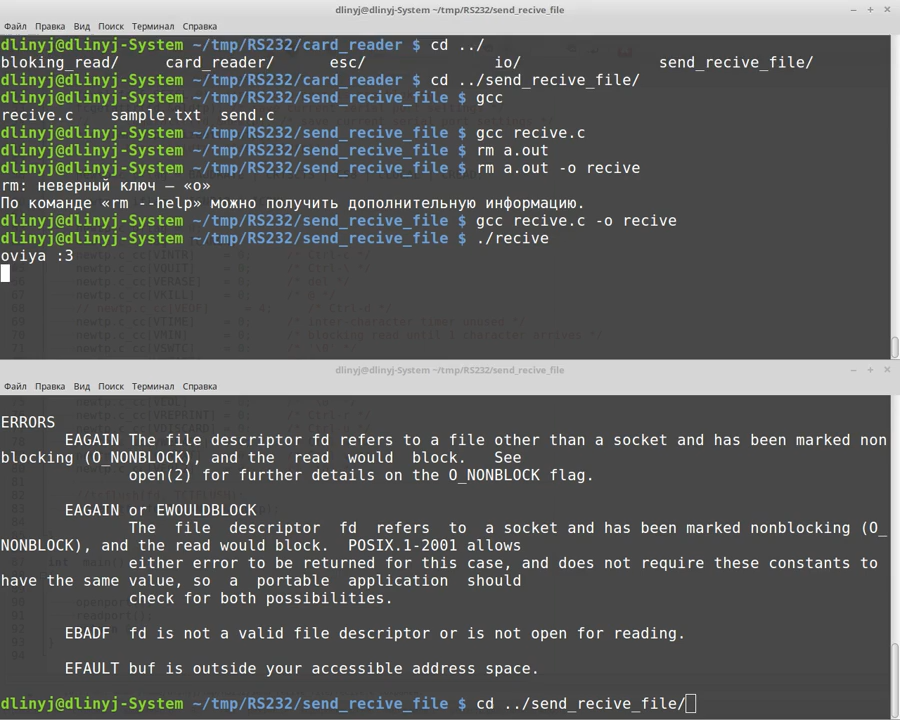 dlinyj@dlinyj-System ~/tmp/RS232/send_recive_file
Файл Правка Вид Поиск Терминал Справка
dlinyj@dlinyj-System ~/tmp/RS232/card_reader $ cd ../
bloking_read/ card_reader/ esc/ io/ send_recive_file/
dlinyj@dlinyj-System ~/tmp/RS232/card_reader $ cd ../send_recive_file/
dlinyj@dlinyj-System ~/tmp/RS232/send_recive_file $ gcc
recive.c sample.txt send.c
dlinyj@dlinyj-System ~/tmp/RS232/send_recive_file $ gcc recive.c
dlinyj@dlinyj-System ~/tmp/RS232/send_recive_file $ rm a.out
dlinyj@dlinyj-System ~/tmp/RS232/send_recive_file $ rm a.out -o recive
rm: неверный ключ — «o»
По команде «rm --help» можно получить дополнительную информацию.
dlinyj@dlinyj-System ~/tmp/RS232/send_recive_file $ gcc recive.c -o recive
dlinyj@dlinyj-System ~/tmp/RS232/send_recive_file $ ./recive
oviya :3
dlinyj@dlinyj-System ~/tmp/RS232/send_recive_file
Файл Правка Вид Поиск Терминал Справка
ERRORS
EAGAIN The file descriptor fd refers to a file other than a socket and has been marked non
blocking (O_NONBLOCK), and the read would block. See
open(2) for further details on the O_NONBLOCK flag.
EAGAIN or EWOULDBLOCK
The file descriptor fd refers to a socket and has been marked nonblocking (O_
NONBLOCK), and the read would block. POSIX.1-2001 allows
either error to be returned for this case, and does not require these constants to
have the same value, so a portable application should
check for both possibilities.
EBADF fd is not a valid file descriptor or is not open for reading.
EFAULT buf is outside your accessible address space.
dlinyj@dlinyj-System ~/tmp/RS232/send_recive_file $ cd ../send_recive_file/